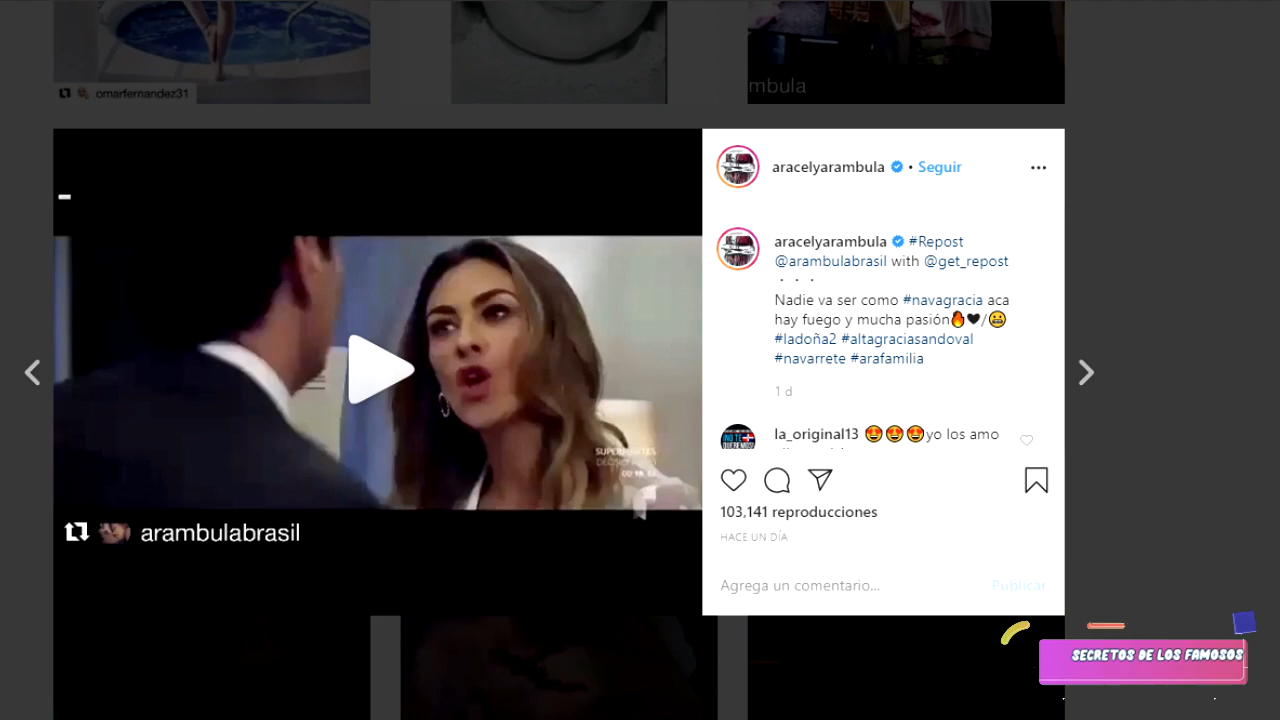 omarfernandez31
mbula
aracelyarambula • Seguir
aracelyarambula #Repost
@arambulabrasil with @get_repost
・・・
Nadie va ser como #navagracia aca
hay fuego y mucha pasión🔥🖤/😬
#ladoña2 #altagraciasandoval
#navarrete #arafamilia
1 d
la_original13 😍😍😍yo los amo
103,141 reproducciones
HACE UN DÍA
Agrega un comentario...
Publicar
arambulabrasil
SECRETOS DE LOS FAMOSOS